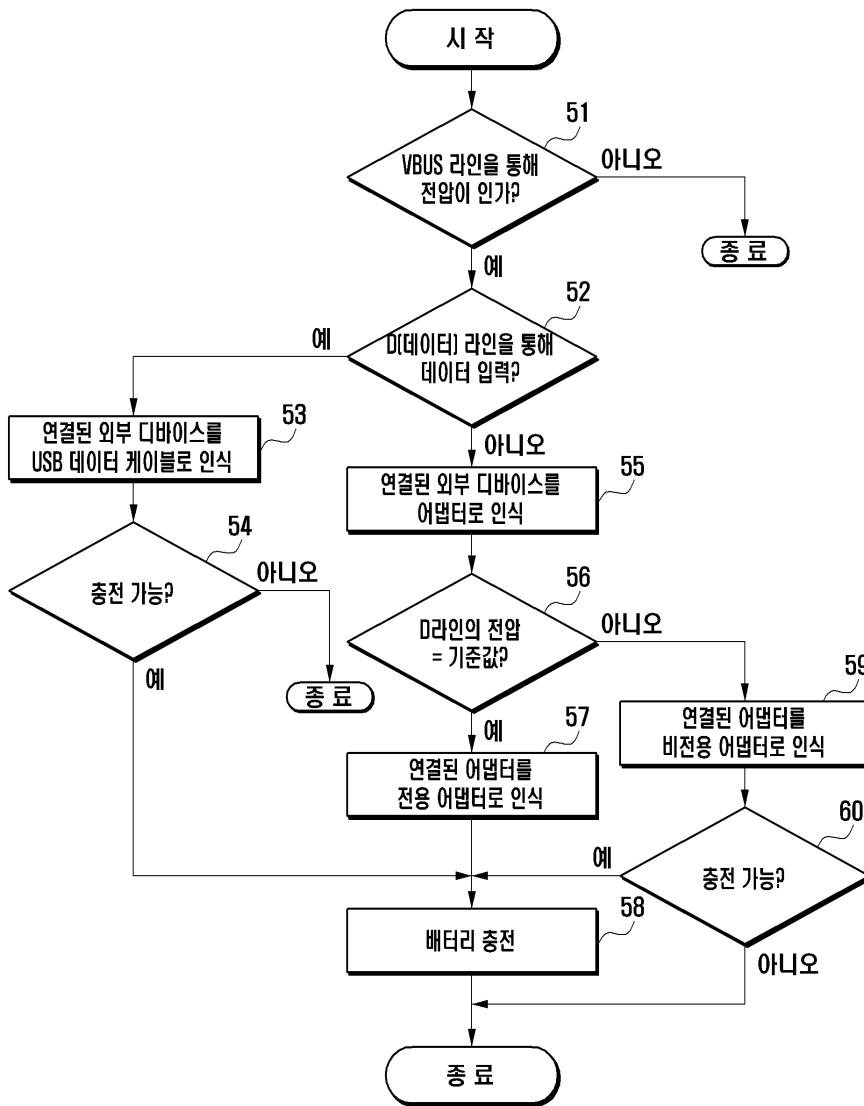 시 작
51
VBUS 라인을 통해
전압이 인가?
아니오
종 료
예
52
D(데이터) 라인을 통해
데이터 입력?
예
아니오
53
연결된 외부 디바이스를
USB 데이터 케이블로 인식
55
연결된 외부 디바이스를
어댑터로 인식
54
충전 가능?
아니오
종 료
예
56
D라인의 전압
= 기준값?
아니오
예
59
연결된 어댑터를
비전용 어댑터로 인식
57
연결된 어댑터를
전용 어댑터로 인식
60
충전 가능?
예
아니오
58
배터리 충전
종 료